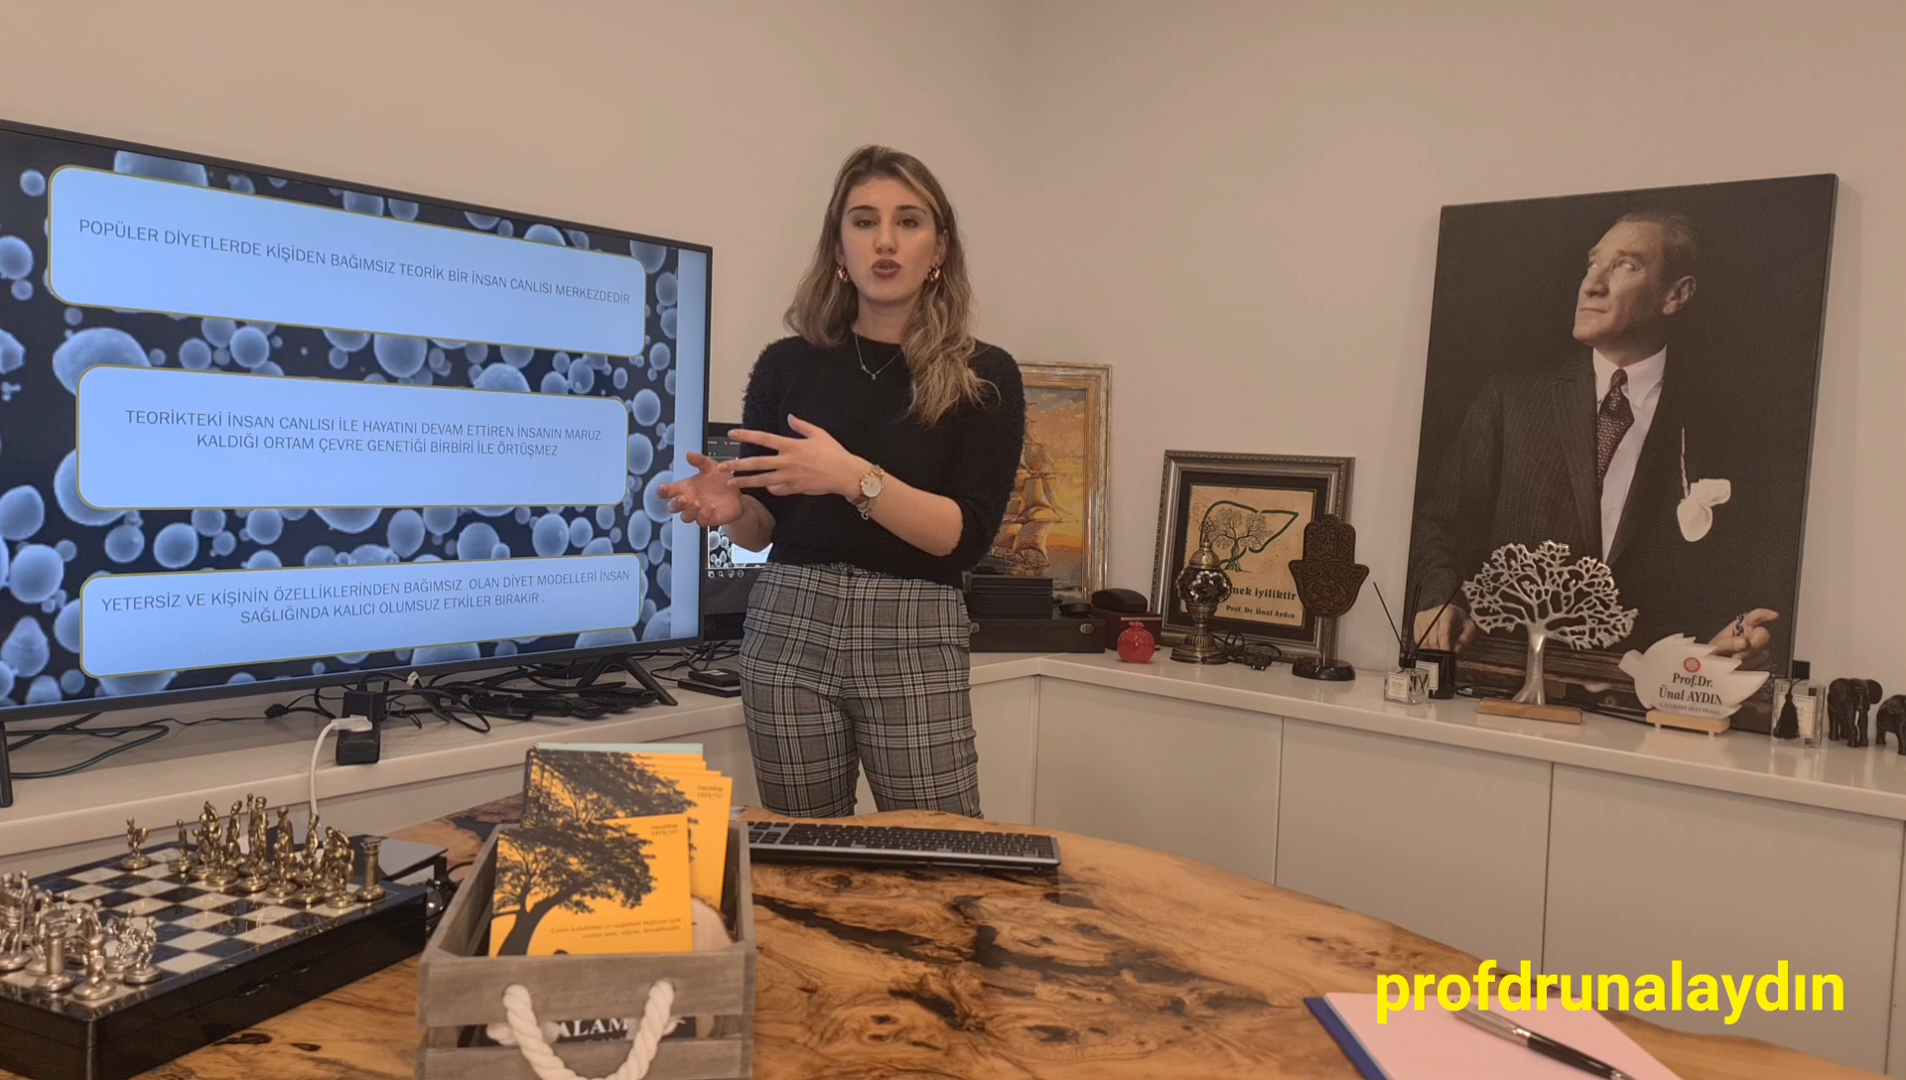 POPÜLER DİYETLERDE KİŞİDEN BAĞIMSIZ TEORİK BİR İNSAN CANLISI MERKEZDEDİR
TEORİKTEKİ İNSAN CANLISI İLE HAYATINI DEVAM ETTİREN İNSANIN MARUZ
KALDIĞI ORTAM ÇEVRE GENETİĞİ BİRBİRİ İLE ÖRTÜŞMEZ
YETERSİZ VE KİŞİNİN ÖZELLİKLERİNDEN BAĞIMSIZ OLAN DİYET MODELLERİ İNSAN
SAĞLIĞINDA KALICI OLUMSUZ ETKİLER BIRAKIR .
iyiliktir
Prof. Dr. Ünal Aydın
Prof.Dr.
Ünal AYDIN
profdrunalaydın